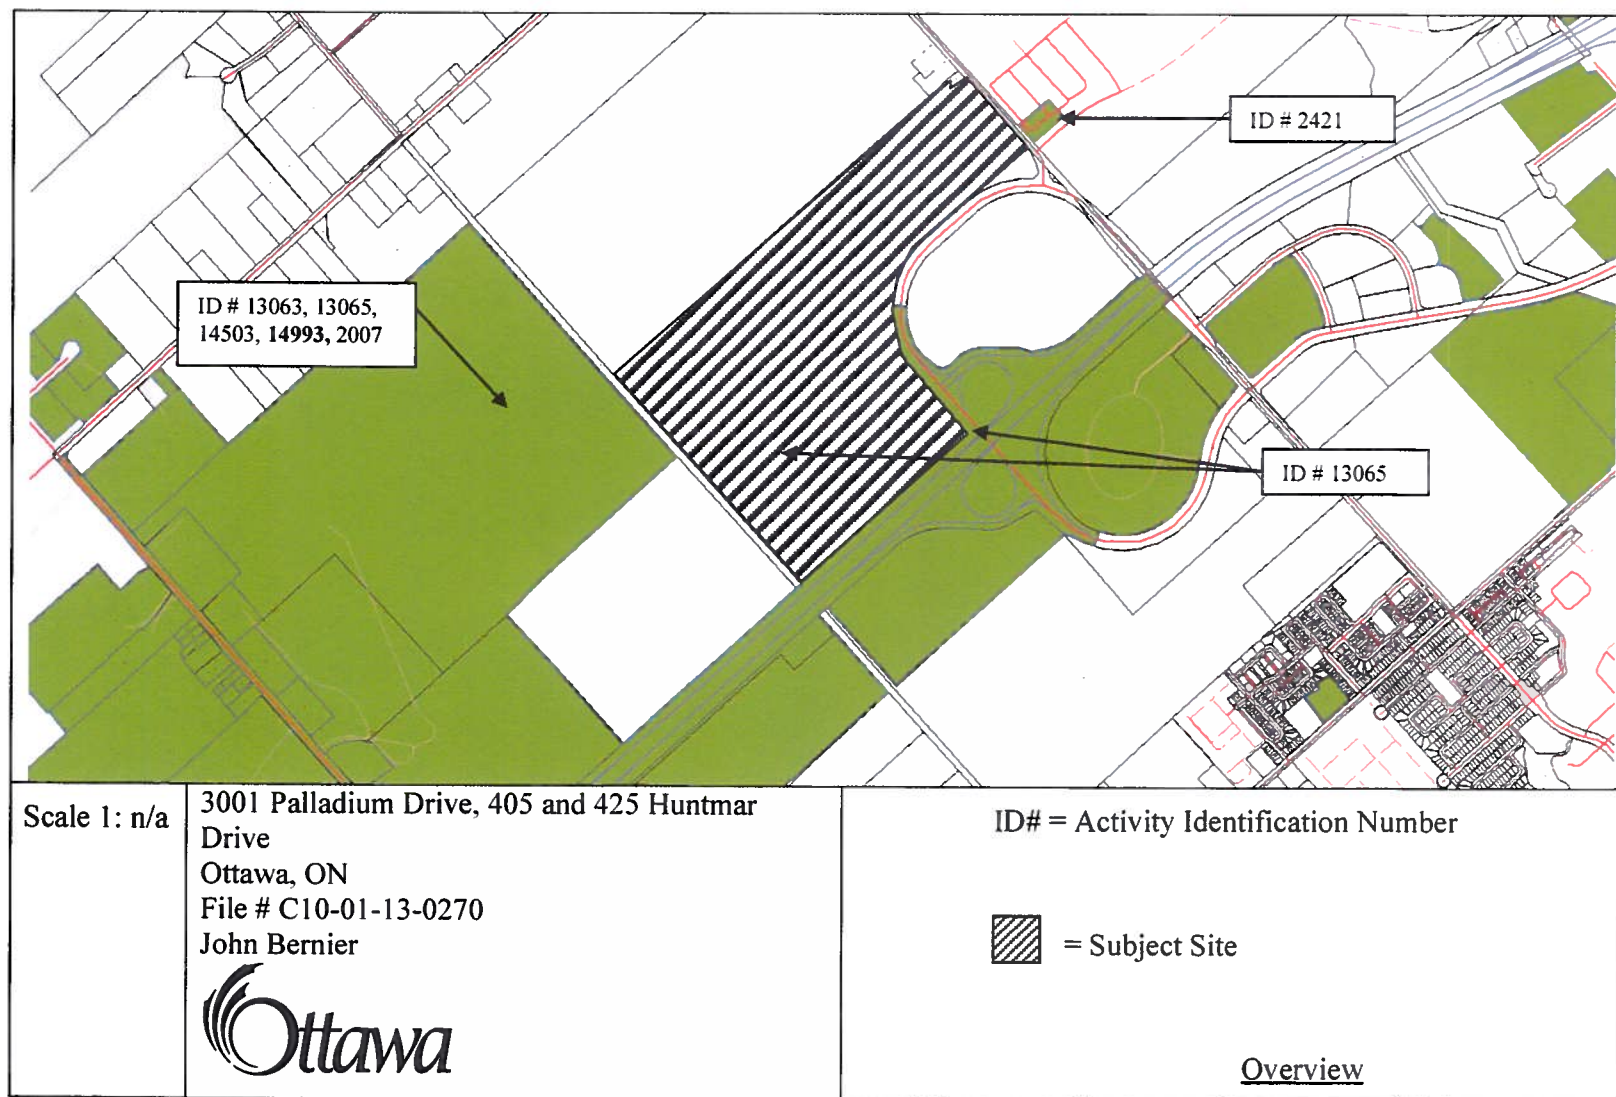 ID # 2421
ID # 13063, 13065,
14503, 14993, 2007
ID # 13065
Scale 1: n/a
3001 Palladium Drive, 405 and 425 Huntmar
Drive
Ottawa, ON
File # C10-01-13-0270
John Bernier
Ottawa
ID# = Activity Identification Number
= Subject Site
Overview